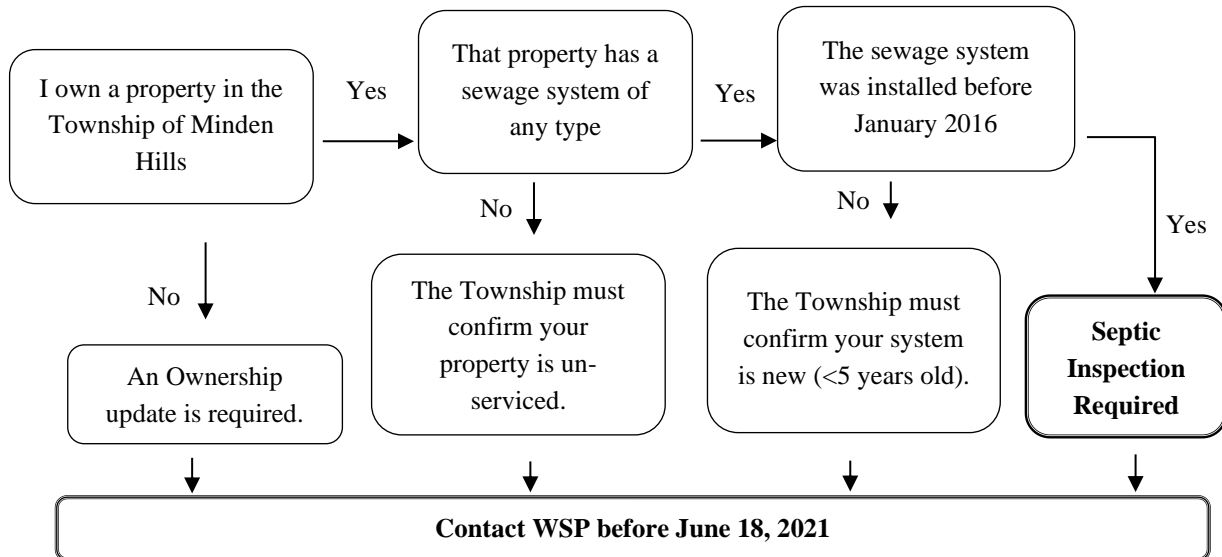 I own a property in the
Township of Minden
Hills
Yes
That property has a
sewage system of
any type
Yes
The sewage system
was installed before
January 2016
No
No
Yes
No
An Ownership
update is required.
The Township must
confirm your
property is un-
serviced.
The Township must
confirm your system
is new (<5 years old).
Septic
Inspection
Required
Contact WSP before June 18, 2021